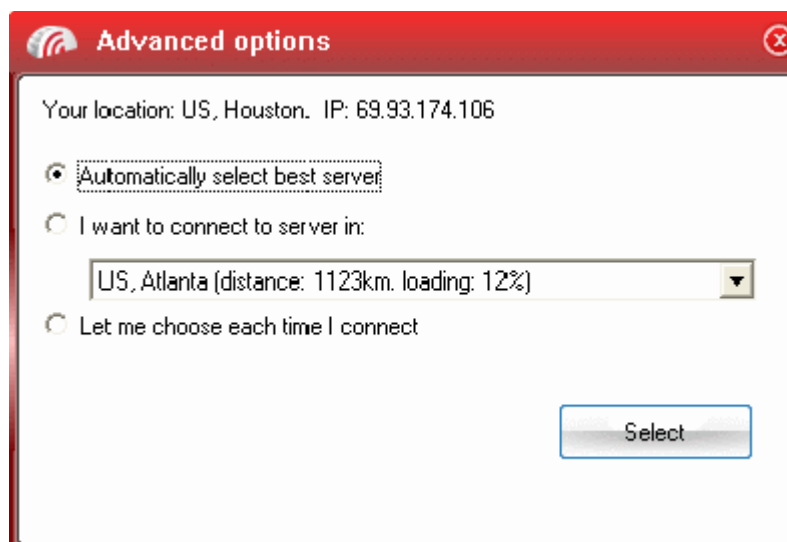 Advanced options
Your location: US, Houston.  IP: 69.93.174.106
Automatically select best server
I want to connect to server in:
US, Atlanta (distance: 1123km. loading: 12%)
Let me choose each time I connect
Select